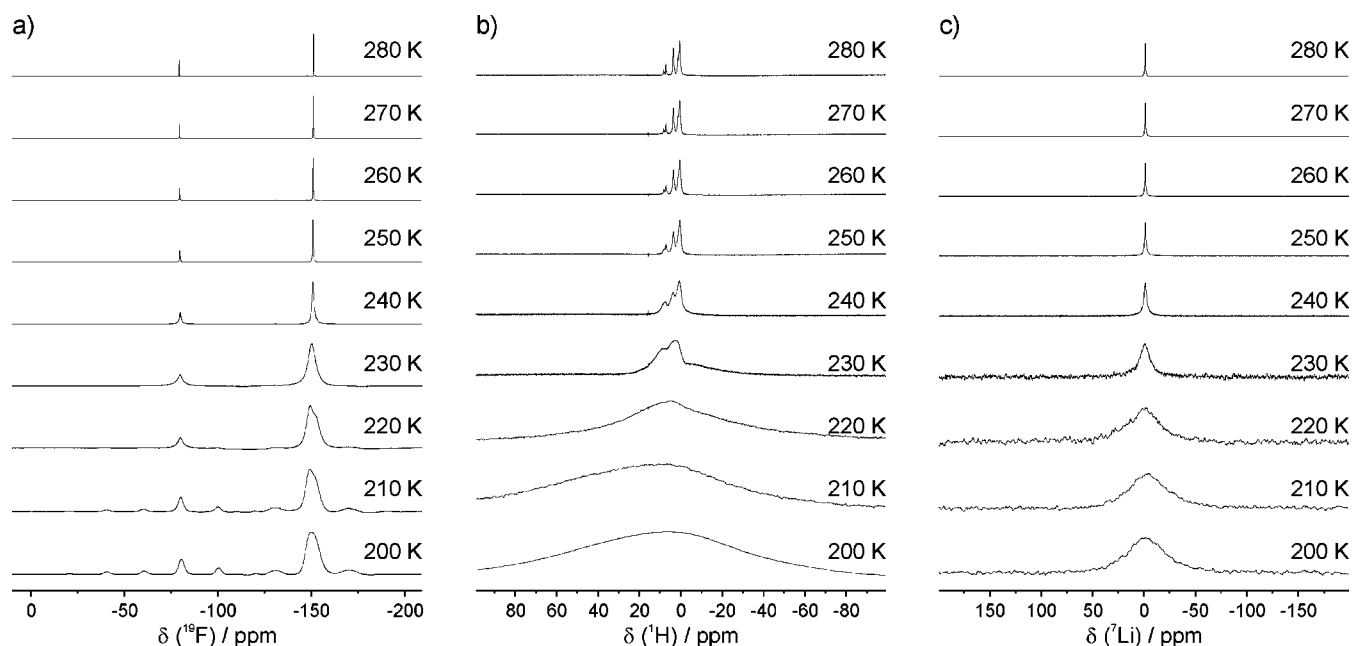 a)
280 K
270 K
260 K
250 K
240 K
230 K
220 K
210 K
200 K
0 -50 -100 -150 -200
δ (¹⁹F) / ppm
b)
280 K
270 K
260 K
250 K
240 K
230 K
220 K
210 K
200 K
80 60 40 20 0 -20 -40 -60 -80
δ (¹H) / ppm
c)
280 K
270 K
260 K
250 K
240 K
230 K
220 K
210 K
200 K
150 100 50 0 -50 -100 -150
δ (⁷Li) / ppm